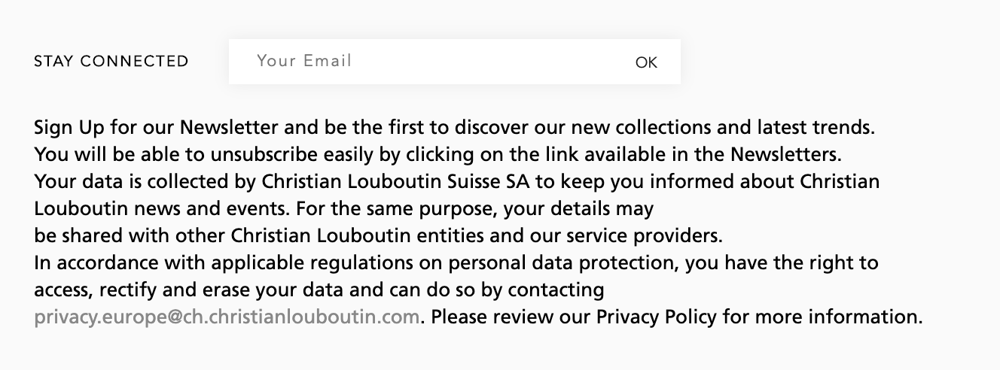 STAY CONNECTED Your Email OK
Sign Up for our Newsletter and be the first to discover our new collections and latest trends.
You will be able to unsubscribe easily by clicking on the link available in the Newsletters.
Your data is collected by Christian Louboutin Suisse SA to keep you informed about Christian
Louboutin news and events. For the same purpose, your details may
be shared with other Christian Louboutin entities and our service providers.
In accordance with applicable regulations on personal data protection, you have the right to
access, rectify and erase your data and can do so by contacting
privacy.europe@ch.christianlouboutin.com. Please review our Privacy Policy for more information.